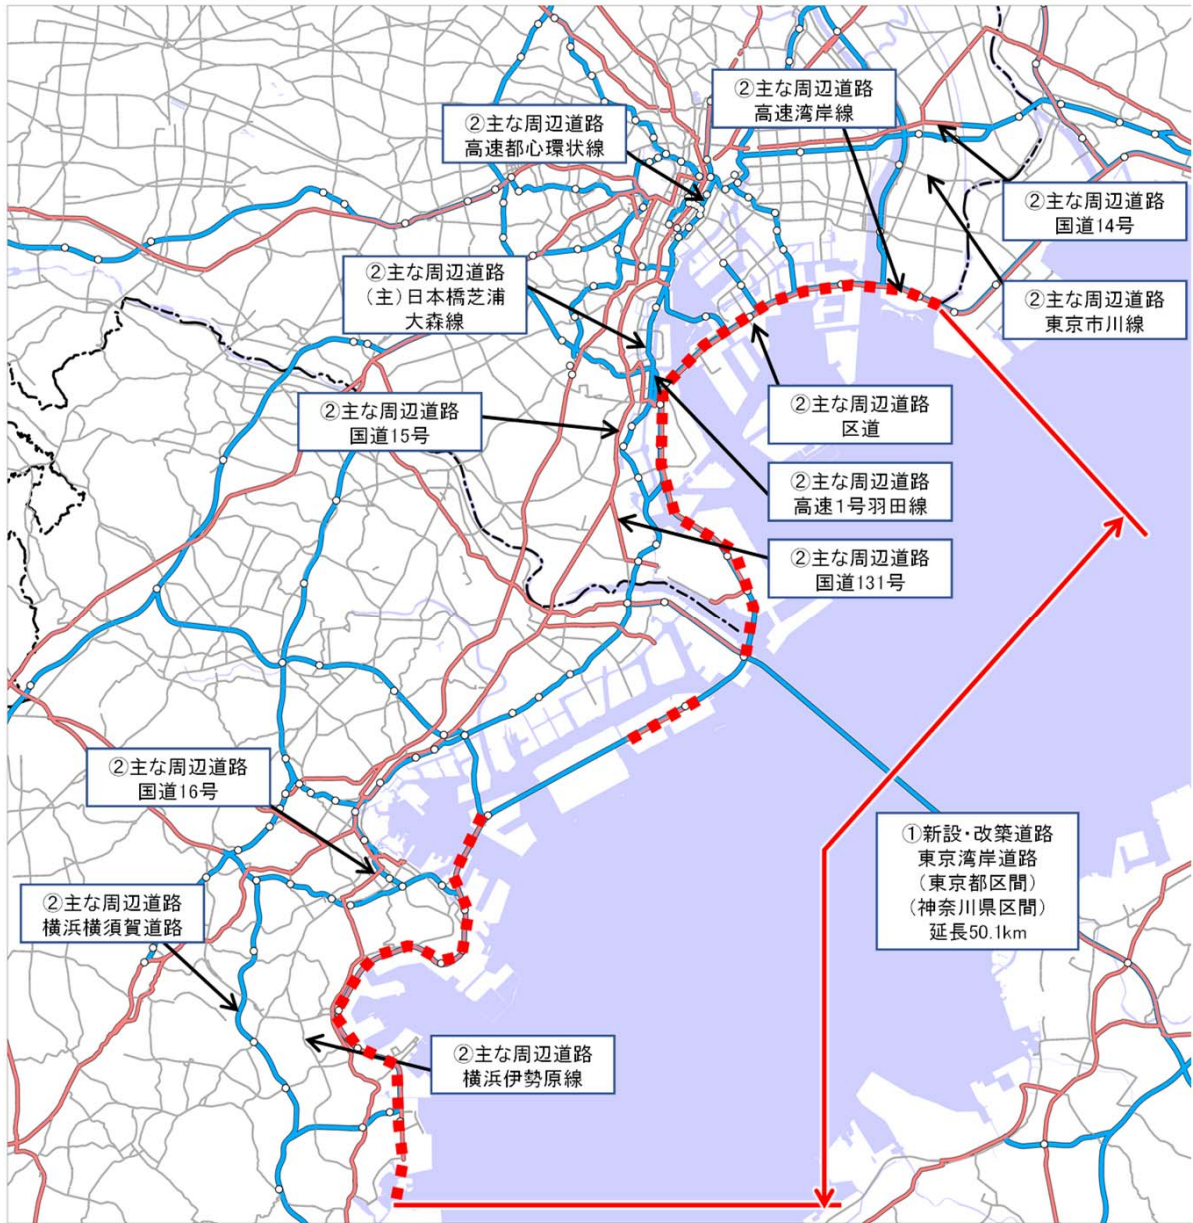 ②主な周辺道路
高速湾岸線
②主な周辺道路
高速都心環状線
②主な周辺道路
国道14号
②主な周辺道路
(主)日本橋芝浦
大森線
②主な周辺道路
東京市川線
②主な周辺道路
国道15号
②主な周辺道路
区道
②主な周辺道路
高速1号羽田線
②主な周辺道路
国道131号
②主な周辺道路
国道16号
①新設・改築道路
東京湾岸道路
(東京都区間)
(神奈川県区間)
延長50.1km
②主な周辺道路
横浜横須賀道路
②主な周辺道路
横浜伊勢原線